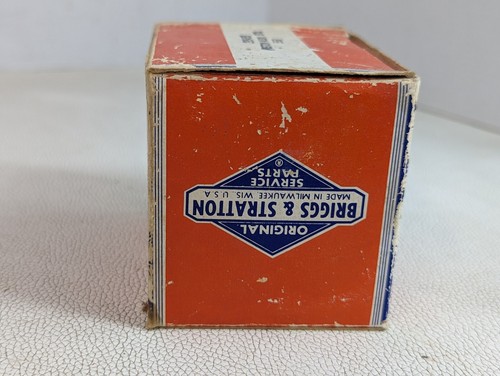 ORIGINAL
BRIGGS & STRATTON
MADE IN MILWAUKEE, WIS. U S A
SERVICE
PARTS
®